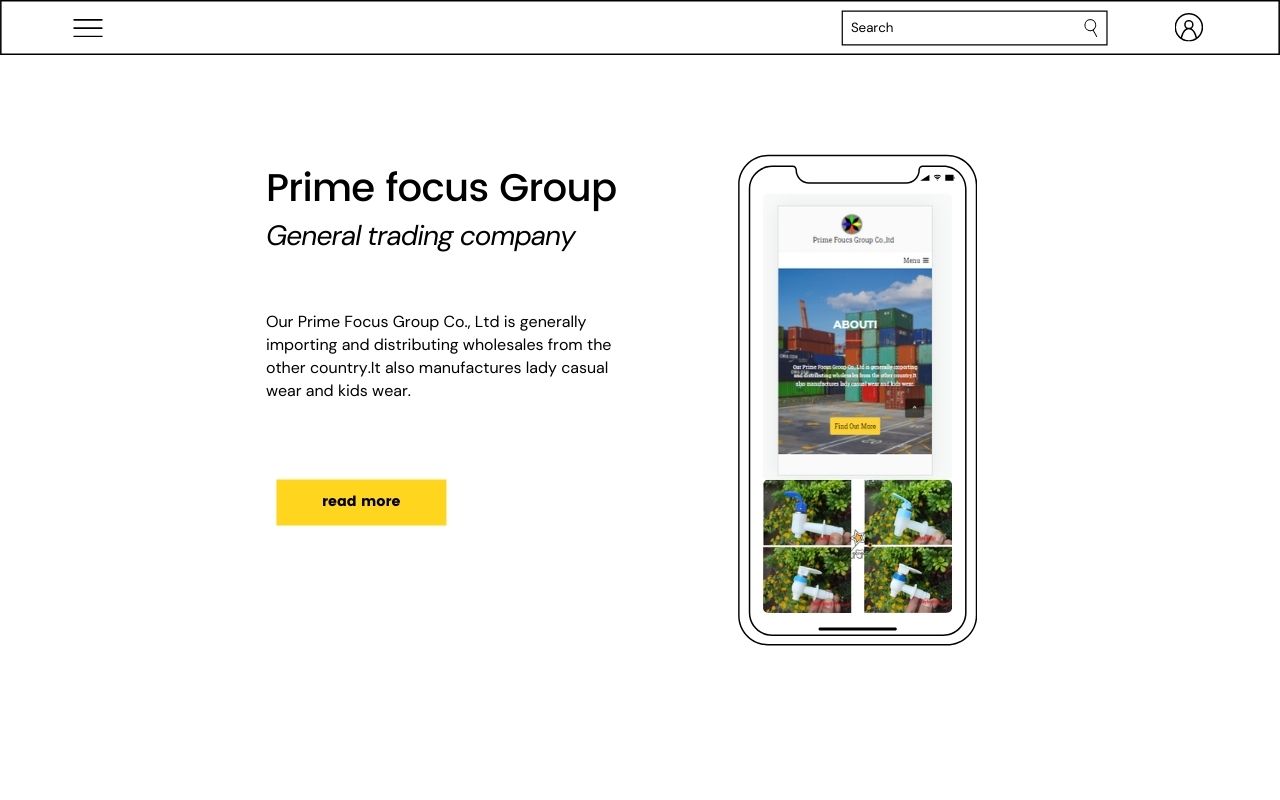 Search
Prime focus Group
General trading company
Our Prime Focus Group Co., Ltd is generally
importing and distributing wholesales from the
other country.It also manufactures lady casual
wear and kids wear.
read more
Prime Foucs Group Co.,ltd
Menu
ABOUT!
Our Prime Focus Group Co., Ltd is generally exporting
and distributing wholesales from the other country.It
also manufactures lady casual wear and kids wear.
Find Out More